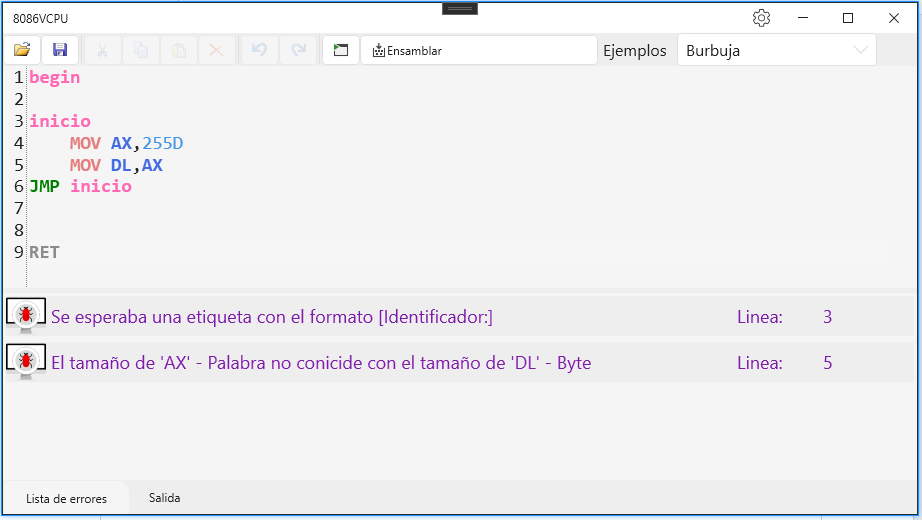 8086VCPU
Ensamblar
Ejemplos
Burbuja
1 begin
2
3 inicio
4 MOV AX,255D
5 MOV DL,AX
6 JMP inicio
7
8
9 RET
Se esperaba una etiqueta con el formato [Identificador:] Linea: 3
El tamaño de 'AX' - Palabra no conicide con el tamaño de 'DL' - Byte Linea: 5
Lista de errores Salida